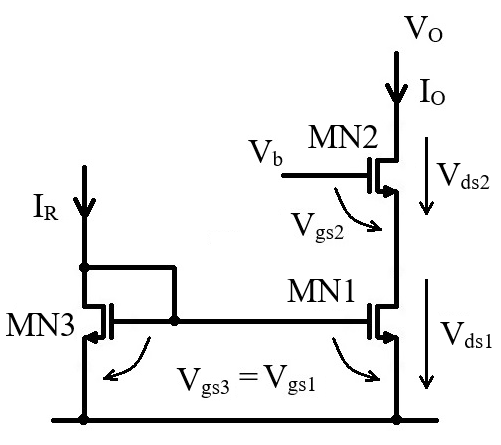 V_O
I_O
MN2
V_b
V_ds2
I_R
V_gs2
MN1
MN3
V_ds1
V_gs3 = V_gs1